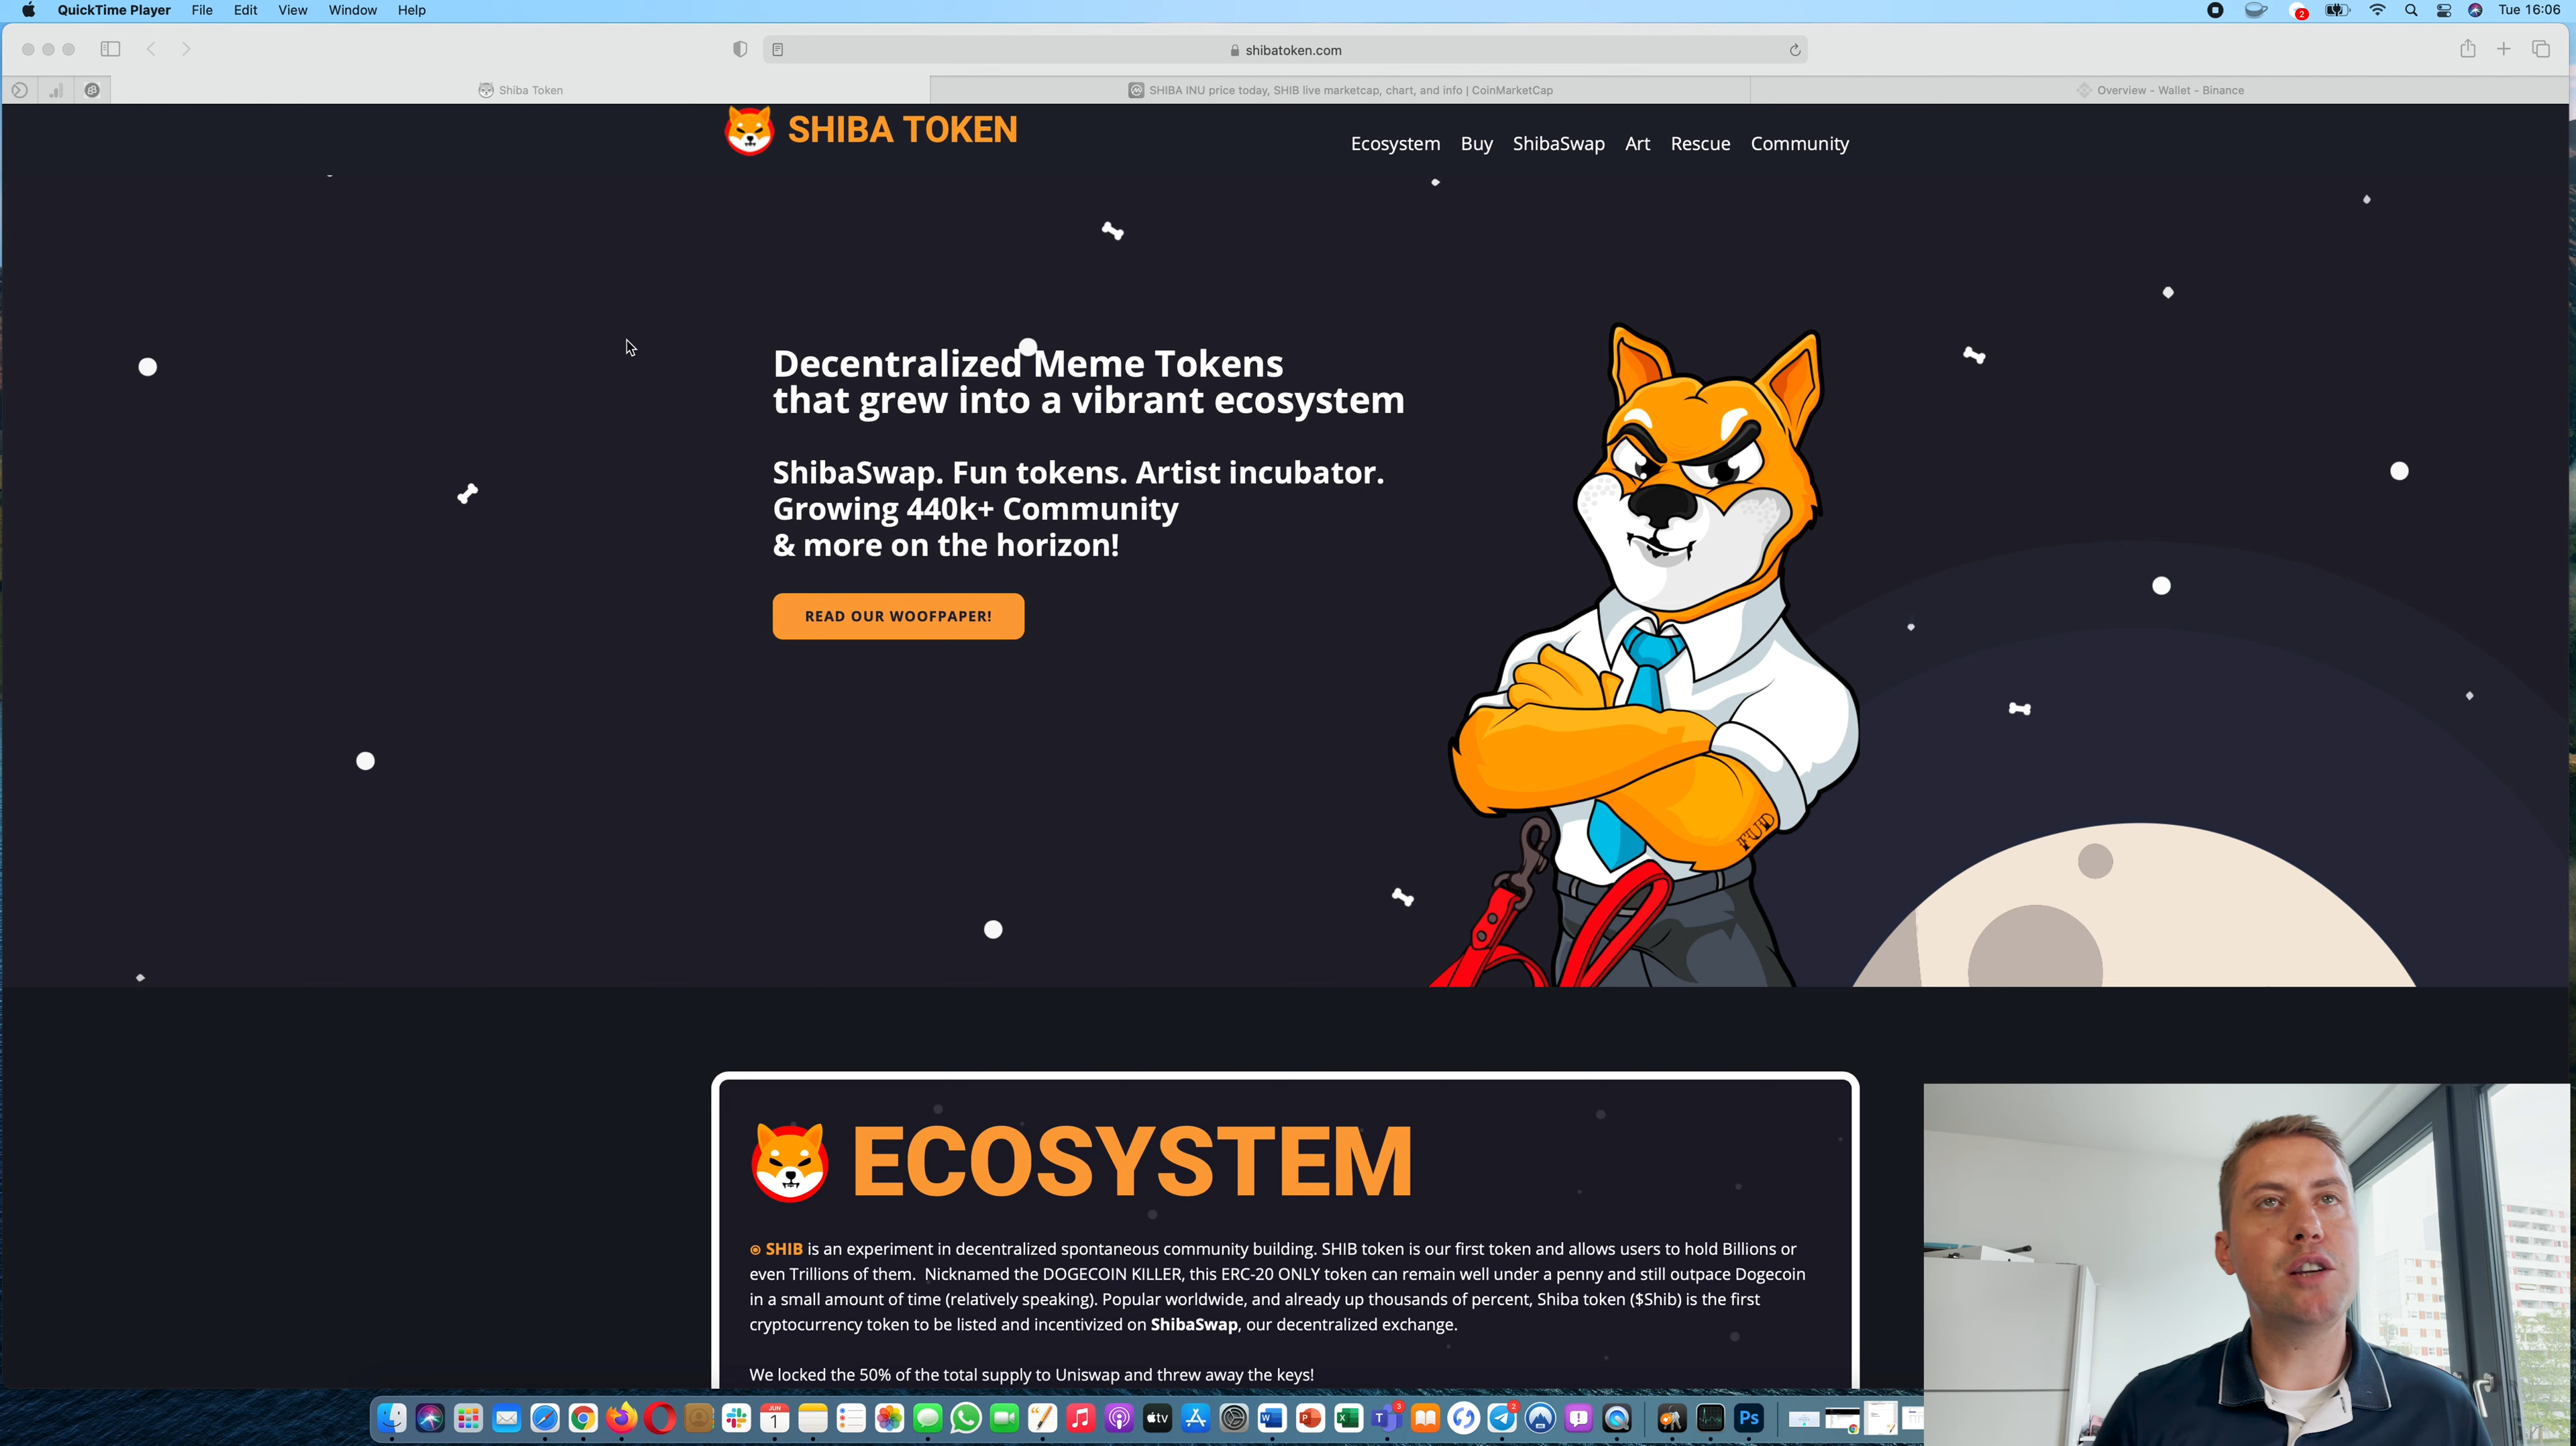 QuickTime Player File Edit View Window Help
2
Tue 16:06
shibatoken.com
Shiba Token
SHIBA INU price today, SHIB live marketcap, chart, and info | CoinMarketCap
Overview - Wallet - Binance
SHIBA TOKEN
Ecosystem Buy ShibaSwap Art Rescue Community
Decentralized Meme Tokens
that grew into a vibrant ecosystem
ShibaSwap. Fun tokens. Artist incubator.
Growing 440k+ Community
& more on the horizon!
READ OUR WOOFPAPER!
FUD
ECOSYSTEM
SHIB is an experiment in decentralized spontaneous community building. SHIB token is our first token and allows users to hold Billions or
even Trillions of them. Nicknamed the DOGECOIN KILLER, this ERC-20 ONLY token can remain well under a penny and still outpace Dogecoin
in a small amount of time (relatively speaking). Popular worldwide, and already up thousands of percent, Shiba token ($Shib) is the first
cryptocurrency token to be listed and incentivized on ShibaSwap, our decentralized exchange.
We locked the 50% of the total supply to Uniswap and threw away the keys!
JUN
1
tv
W
P
X
T
3
2
Ps